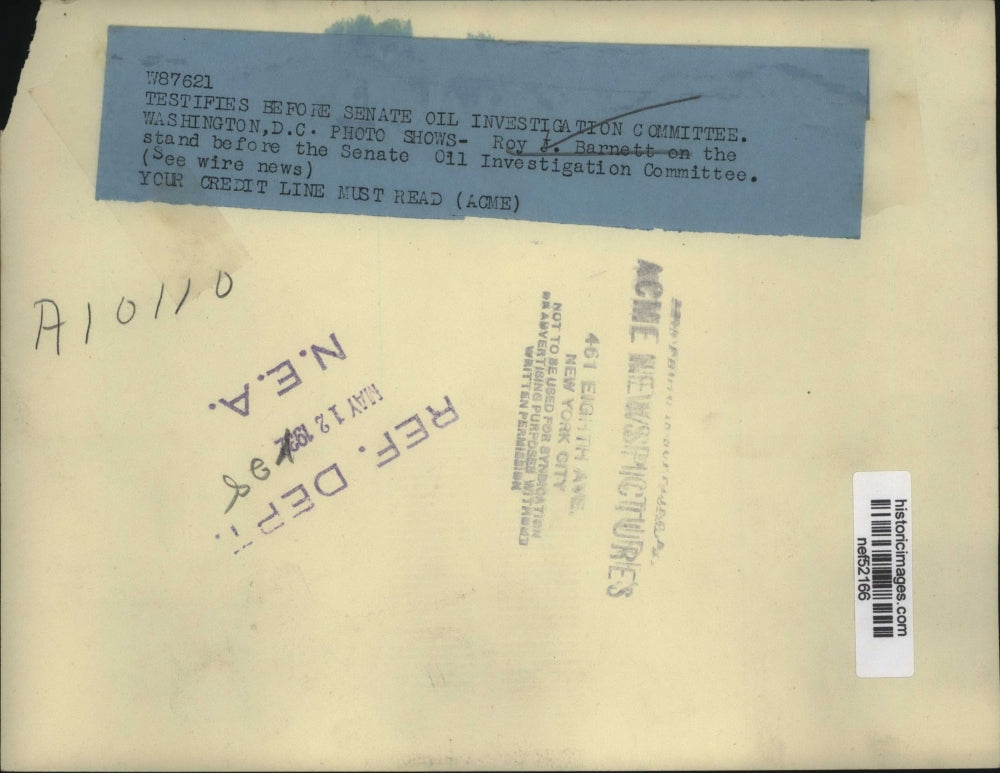 W87621
TESTIFIES BEFORE SENATE OIL INVESTIGATION COMMITTEE.
WASHINGTON,D.C. PHOTO SHOWS- Roy J. Barnett on the
stand before the Senate Oil Investigation Committee.
(See wire news)
YOUR CREDIT LINE MUST READ (ACME)
A10110
N.E.A.
MAY 12 193
REF. DEPT.
ACME NEWSPICTURES
461 EIGHTH AVE.
NEW YORK CITY
NOT TO BE USED FOR SYNDICATION
OR ADVERTISING PURPOSES WITHOUT
WRITTEN PERMISSION
historicimages.com
nef52166